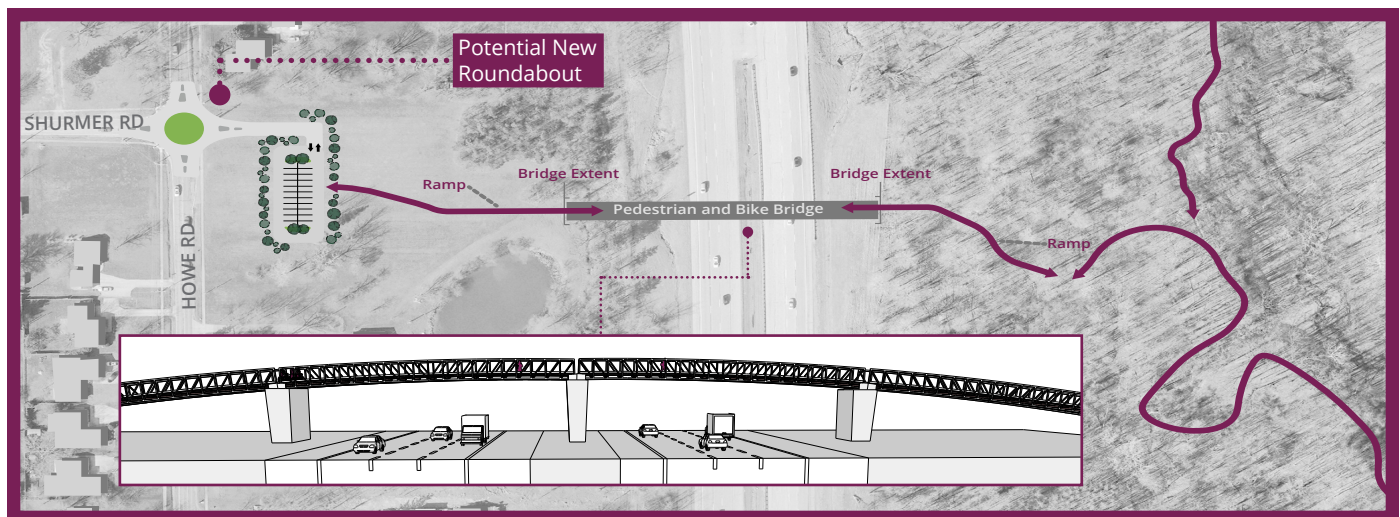 Potential New
Roundabout
SHURMER RD
HOWE RD
Ramp
Bridge Extent
Pedestrian and Bike Bridge
Bridge Extent
Ramp